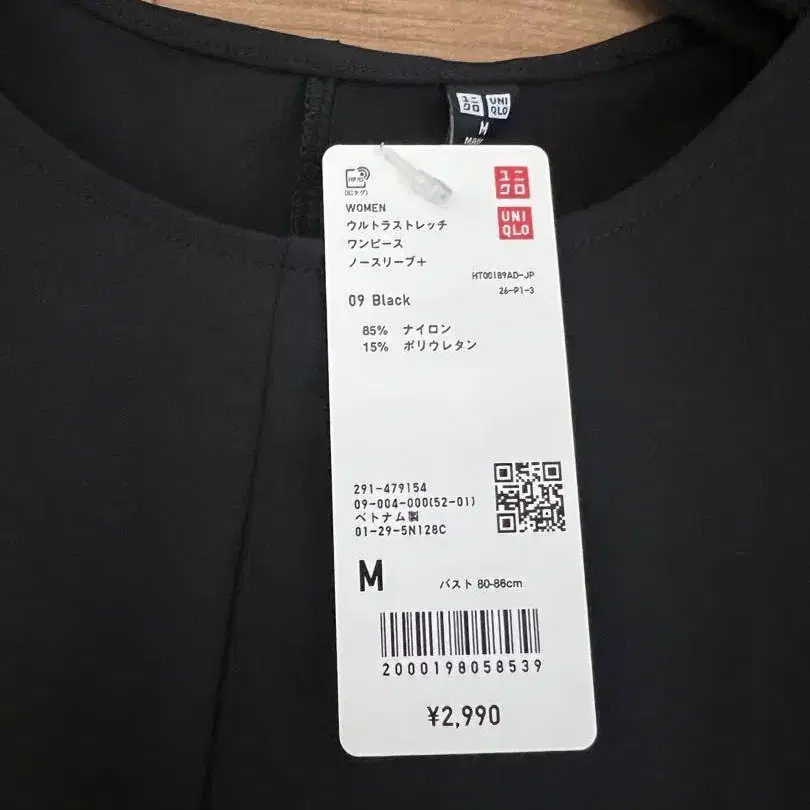 ユニ
クロ
UNI
QLO
M
RFID
(ICタグ)
ユニ
クロ
UNI
QLO
WOMEN
ウルトラストレッチ
ワンピース
ノースリーブ+
HT00189AD-JP
26-P1-3
09 Black
85% ナイロン
15% ポリウレタン
291-479154
09-004-000(52-01)
ベトナム製
01-29-5N128C
M
バスト 80-86cm
2000198058539
¥2,990